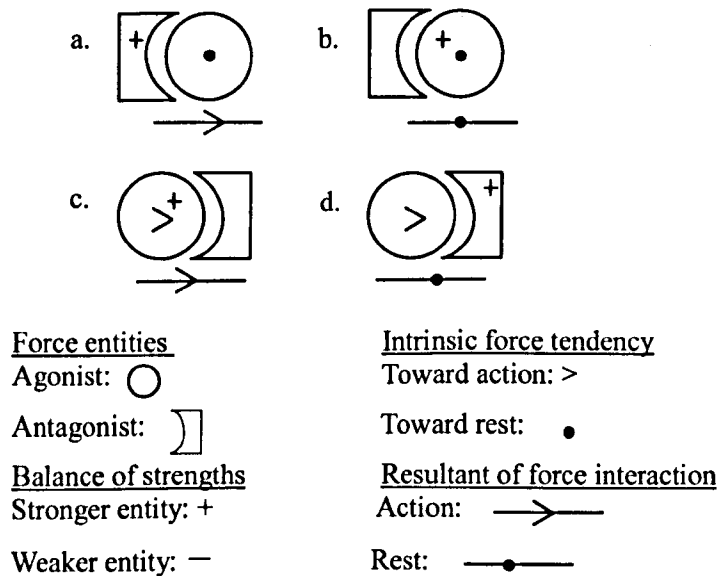 a. + b. +
c. > + d. > +
Force entities Intrinsic force tendency
Agonist: Toward action: >
Antagonist: Toward rest: •
Balance of strengths Resultant of force interaction
Stronger entity: + Action:
Weaker entity: — Rest: